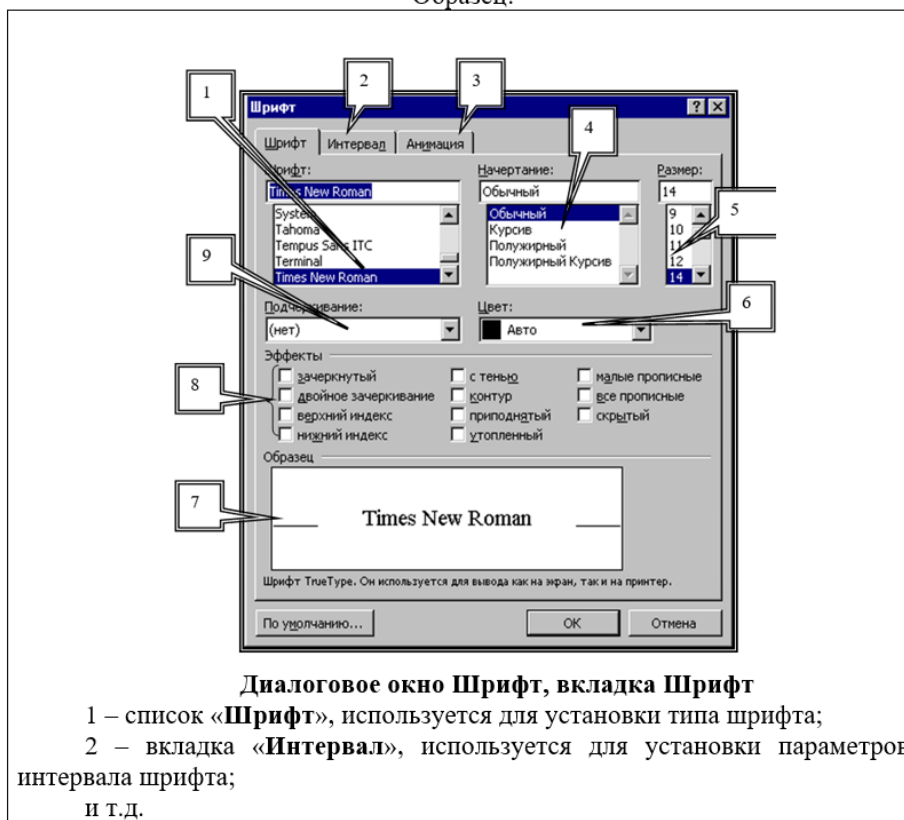 Образец:
1
2
3
Шрифт
4
Шрифт
Интервал
Анимация
Шрифт:
Начертание:
Размер:
Times New Roman
Обычный
14
System
Tahoma
Tempus Sans ITC
Terminal
Times New Roman
Обычный
Курсив
Полужирный
Полужирный Курсив
9
10
11
12
14
5
9
Подчеркивание:
Цвет:
6
(нет)
Авто
Эффекты
8
зачеркнутый
с тенью
малые прописные
двойное зачеркивание
контур
все прописные
верхний индекс
приподнятый
скрытый
нижний индекс
утопленный
Образец
7
Times New Roman
Шрифт TrueType. Он используется для вывода как на экран, так и на принтер.
По умолчанию...
OK
Отмена
Диалоговое окно Шрифт, вкладка Шрифт
1 – список «Шрифт», используется для установки типа шрифта;
2 – вкладка «Интервал», используется для установки параметров
интервала шрифта;
и т.д.